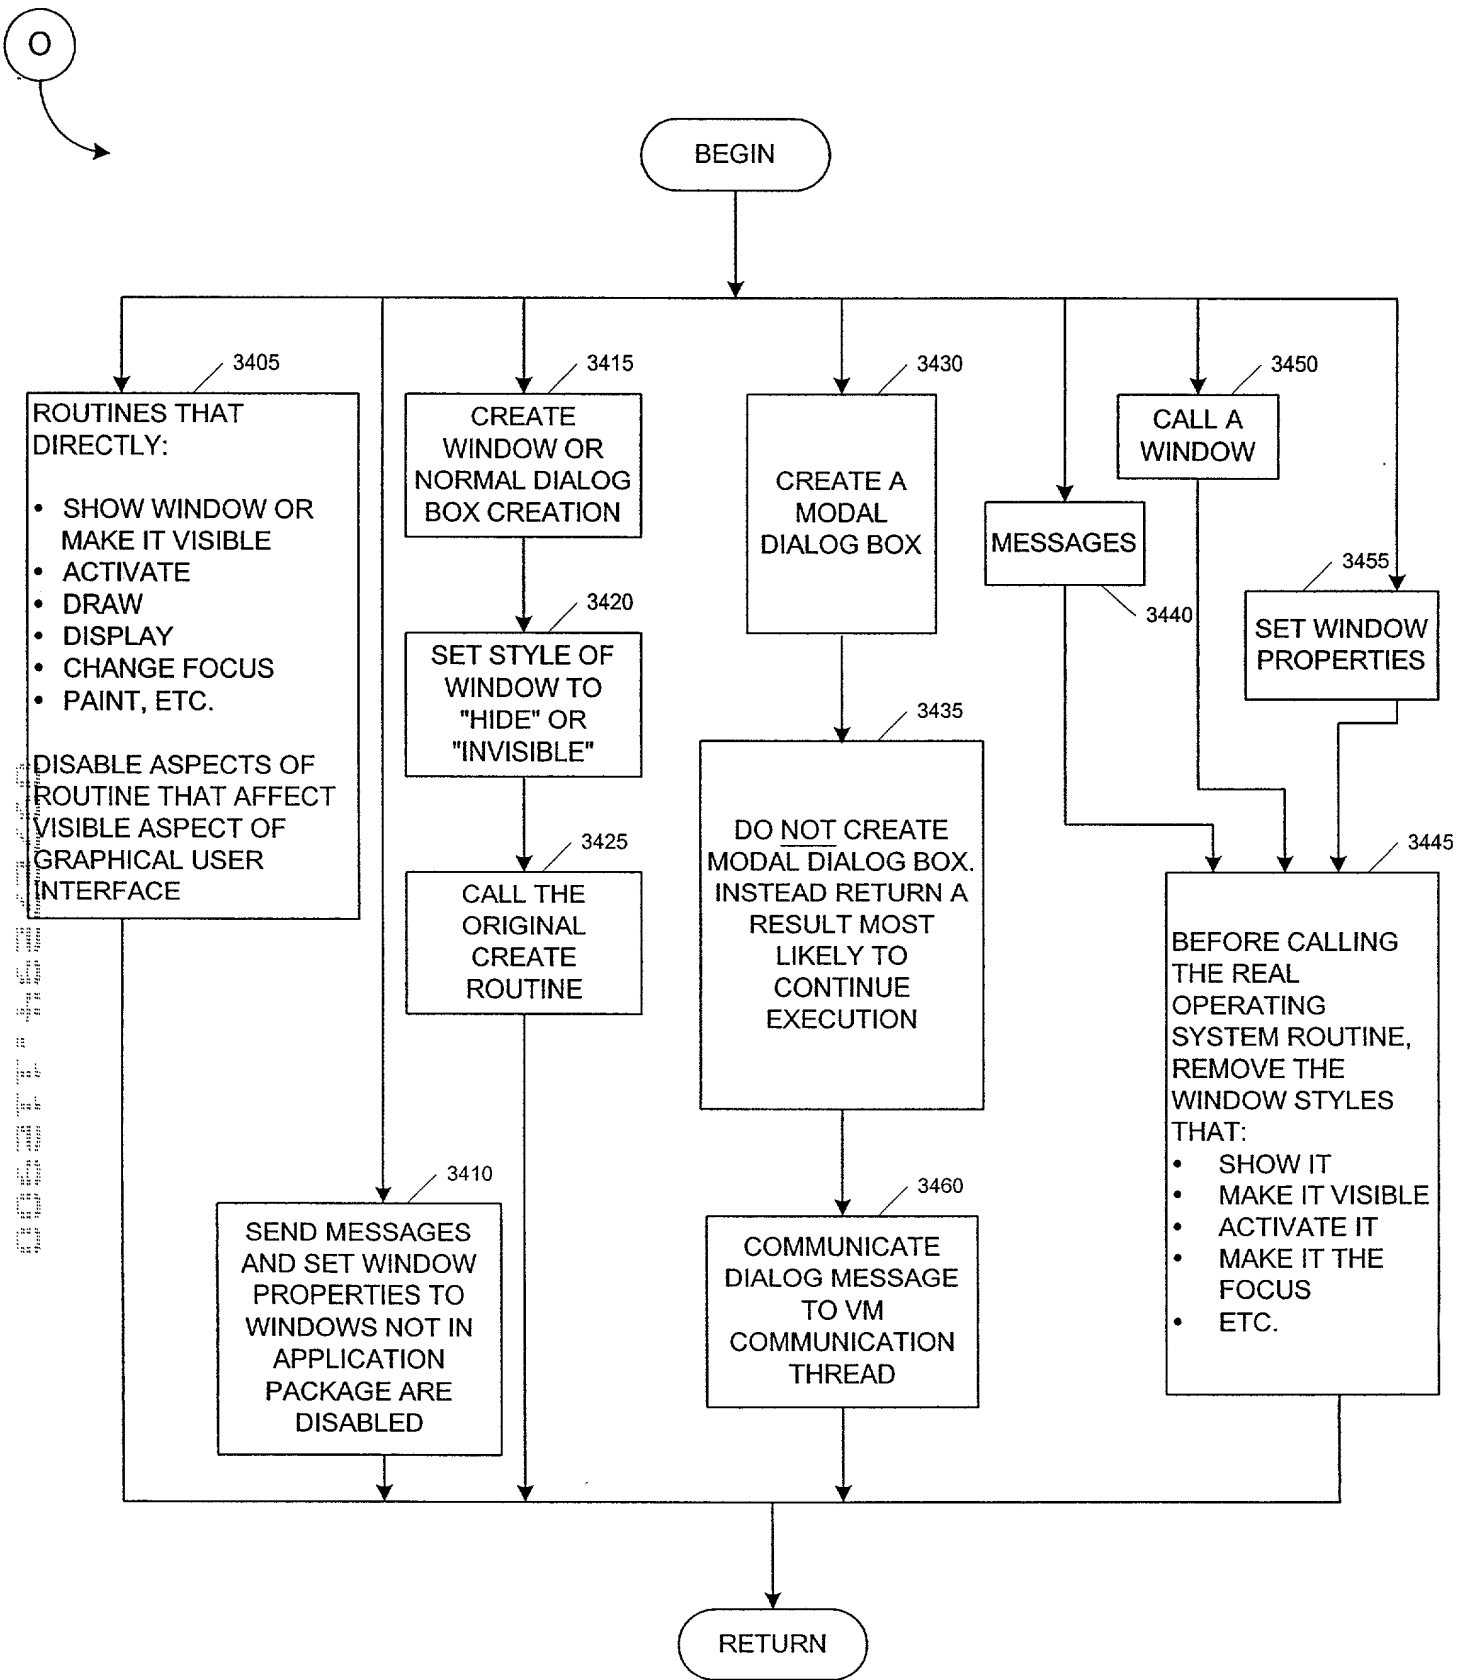 O
BEGIN
3405
ROUTINES THAT
DIRECTLY:
• SHOW WINDOW OR
MAKE IT VISIBLE
• ACTIVATE
• DRAW
• DISPLAY
• CHANGE FOCUS
• PAINT, ETC.
DISABLE ASPECTS OF
ROUTINE THAT AFFECT
VISIBLE ASPECT OF
GRAPHICAL USER
INTERFACE
3410
SEND MESSAGES
AND SET WINDOW
PROPERTIES TO
WINDOWS NOT IN
APPLICATION
PACKAGE ARE
DISABLED
3415
CREATE
WINDOW OR
NORMAL DIALOG
BOX CREATION
3420
SET STYLE OF
WINDOW TO
"HIDE" OR
"INVISIBLE"
3425
CALL THE
ORIGINAL
CREATE
ROUTINE
3430
CREATE A
MODAL
DIALOG BOX
3435
DO NOT CREATE
MODAL DIALOG BOX.
INSTEAD RETURN A
RESULT MOST
LIKELY TO
CONTINUE
EXECUTION
3460
COMMUNICATE
DIALOG MESSAGE
TO VM
COMMUNICATION
THREAD
MESSAGES
3440
3450
CALL A
WINDOW
3455
SET WINDOW
PROPERTIES
3445
BEFORE CALLING
THE REAL
OPERATING
SYSTEM ROUTINE,
REMOVE THE
WINDOW STYLES
THAT:
• SHOW IT
• MAKE IT VISIBLE
• ACTIVATE IT
• MAKE IT THE
FOCUS
• ETC.
RETURN